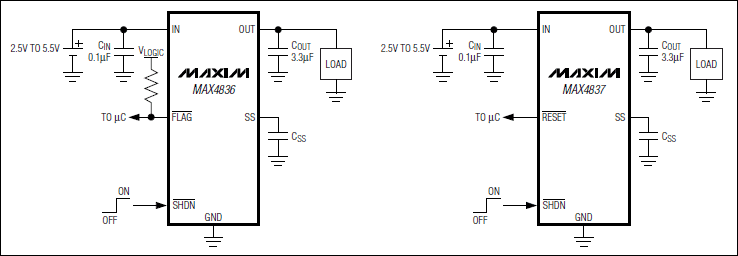 2.5V TO 5.5V
+
CIN
0.1µF
VLOGIC
IN
OUT
COUT
3.3µF
LOAD
MAXIM
MAX4836
TO µC
FLAG
SS
CSS
ON
OFF
SHDN
GND
2.5V TO 5.5V
+
CIN
0.1µF
IN
OUT
COUT
3.3µF
LOAD
MAXIM
MAX4837
TO µC
RESET
SS
CSS
ON
OFF
SHDN
GND